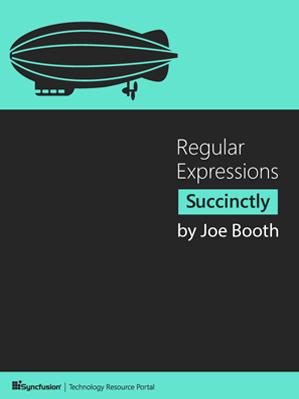 Regular
Expressions
Succinctly
by Joe Booth
Syncfusion | Technology Resource Portal